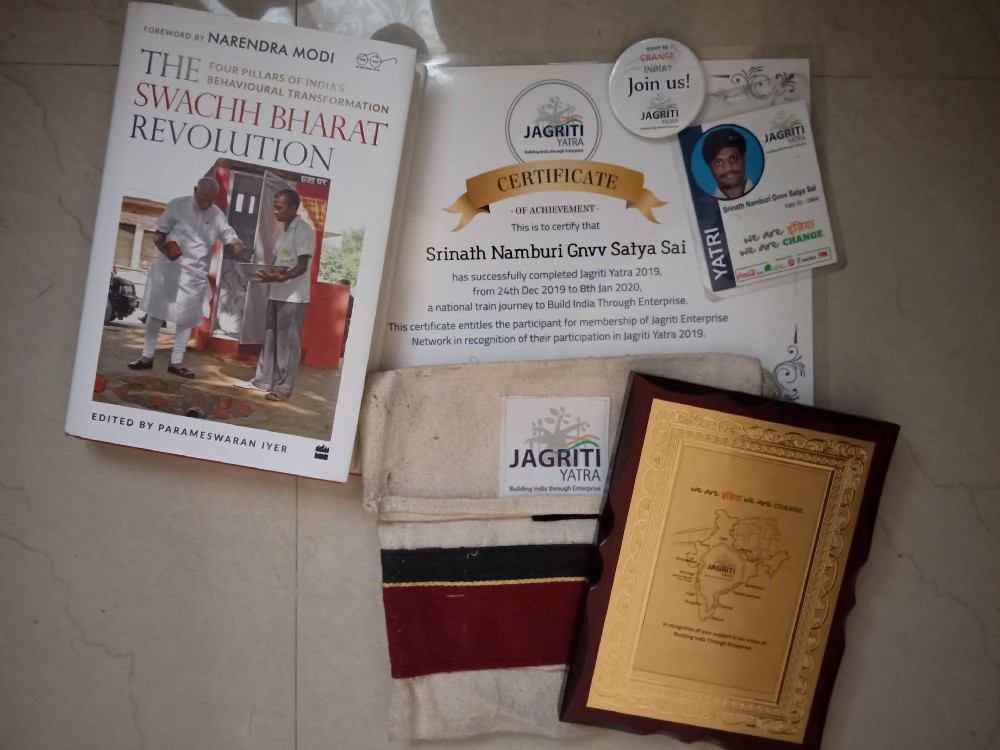 FOREWORD BY NARENDRA MODI
THE FOUR PILLARS OF INDIA'S
BEHAVIOURAL TRANSFORMATION
SWACHH BHARAT
REVOLUTION
EDITED BY PARAMESWARAN IYER
JAGRITI
YATRA
Building India through Enterprise
CERTIFICATE
· OF ACHIEVEMENT ·
This is to certify that
Srinath Namburi Gnvv Satya Sai
has successfully completed Jagriti Yatra 2019,
from 24th Dec 2019 to 8th Jan 2020,
a national train journey to Build India Through Enterprise.
This certificate entitles the participant for membership of Jagriti Enterprise
Network in recognition of their participation in Jagriti Yatra 2019.
CHANGE
INDIA?
Join us!
JAGRITI
YATRA
JAGRITI
YATRA
Srinath Namburi Gnvv Satya Sai
YATRI
we are इंडिया
we are CHANGE
Coca-Cola
JAGRITI
YATRA
Building India through Enterprise
we are इंडिया we are CHANGE
JAGRITI
In recognition of your support in our vision of
'Building India Through Enterprise'